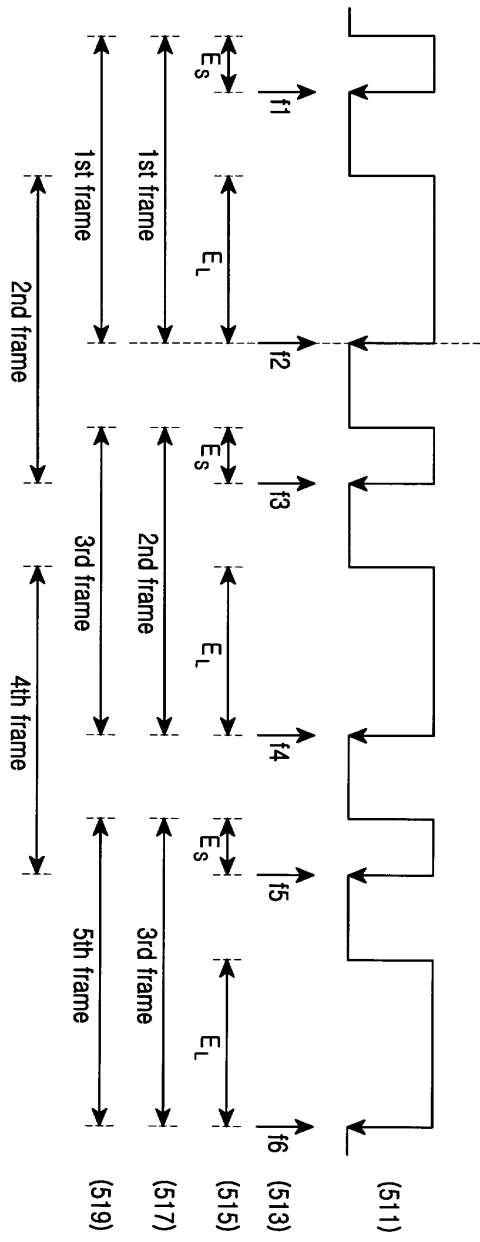 (511)
f1 f2 f3 f4 f5 f6 (513)
E_S E_L E_S E_L E_S E_L (515)
1st frame 2nd frame 3rd frame (517)
1st frame 3rd frame 5th frame (519)
2nd frame 4th frame